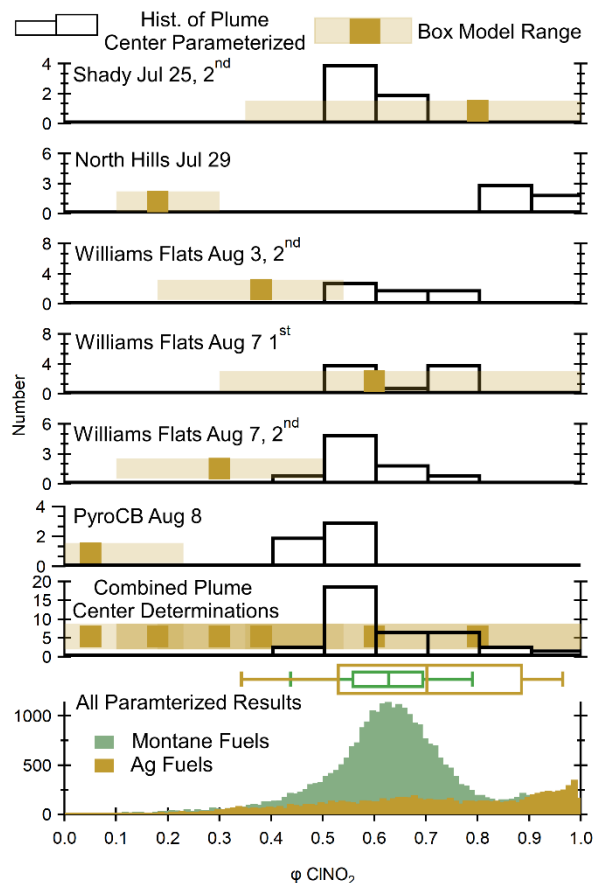 Hist. of Plume
Center Parameterized
Box Model Range
Shady Jul 25, 2nd
4
2
0
North Hills Jul 29
6
3
0
Williams Flats Aug 3, 2nd
8
4
0
Williams Flats Aug 7 1st
8
4
0
Number
Williams Flats Aug 7, 2nd
6
3
0
PyroCB Aug 8
4
2
0
Combined Plume
Center Determinations
20
15
10
5
0
All Paramterized Results
Montane Fuels
Ag Fuels
1000
500
0
0.0 0.1 0.2 0.3 0.4 0.5 0.6 0.7 0.8 0.9 1.0
φ ClNO₂